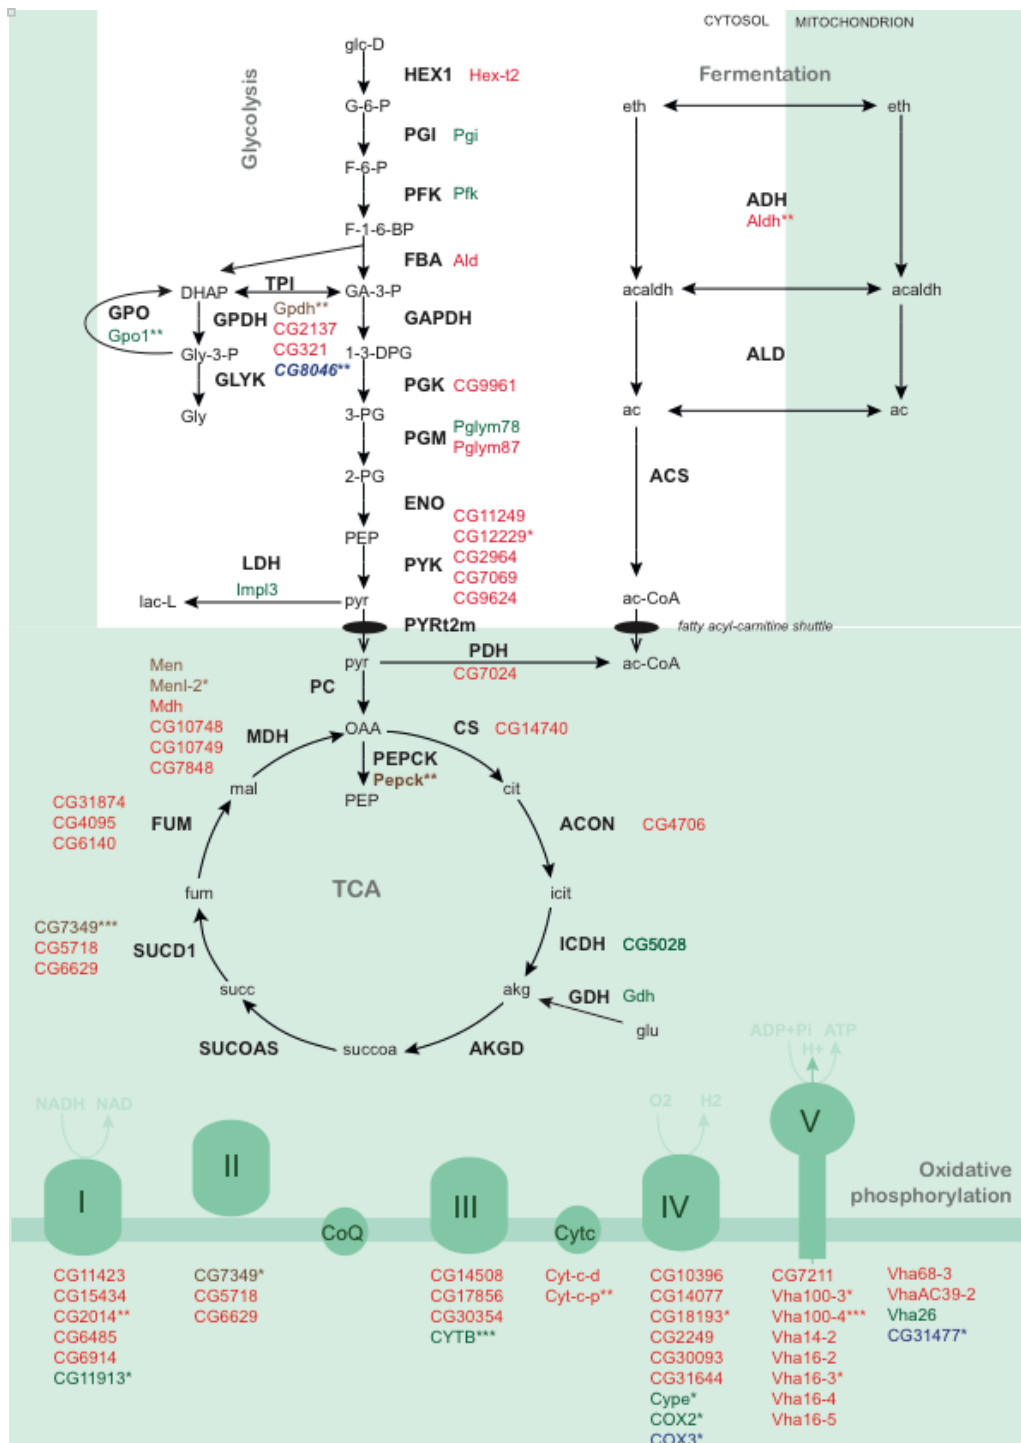 CYTOSOL
MITOCHONDRION
glc-D
Glycolysis
HEX1 Hex-t2
Fermentation
G-6-P
eth
eth
PGI Pgi
F-6-P
PFK Pfk
ADH
Aldh**
F-1-6-BP
FBA Ald
TPI
DHAP
GA-3-P
acaldh
acaldh
GPO
Gpo1**
GPDH
Gpdh**
CG2137
CG321
CG8046**
GAPDH
Gly-3-P
1-3-DPG
ALD
GLYK
PGK CG9961
Gly
3-PG
ac
ac
PGM
Pglym78
Pglym87
2-PG
ACS
ENO
CG11249
CG12229*
CG2964
CG7069
CG9624
PEP
PYK
LDH
Impl3
lac-L
pyr
ac-CoA
PYRt2m
fatty acyl-carnitine shuttle
pyr
PDH
CG7024
ac-CoA
PC
Men
Menl-2*
Mdh
CG10748
CG10749
CG7848
MDH
OAA
CS CG14740
PEPCK
Pepck**
PEP
mal
cit
CG31874
CG4095
CG6140
FUM
ACON CG4706
TCA
fum
icit
CG7349***
CG5718
CG6629
SUCD1
ICDH CG5028
succ
akg
GDH Gdh
glu
SUCOAS
succoa
AKGD
ADP+Pi ATP
H+
NADH NAD
O2 H2
I
II
III
IV
V
CoQ
Cytc
Oxidative
phosphorylation
CG11423
CG15434
CG2014**
CG6485
CG6914
CG11913*
CG7349*
CG5718
CG6629
CG14508
CG17856
CG30354
CYTB***
Cyt-c-d
Cyt-c-p**
CG10396
CG14077
CG18193*
CG2249
CG30093
CG31644
Cype*
COX2*
COX3*
CG7211
Vha100-3*
Vha100-4***
Vha14-2
Vha16-2
Vha16-3*
Vha16-4
Vha16-5
Vha68-3
VhaAC39-2
Vha26
CG31477*